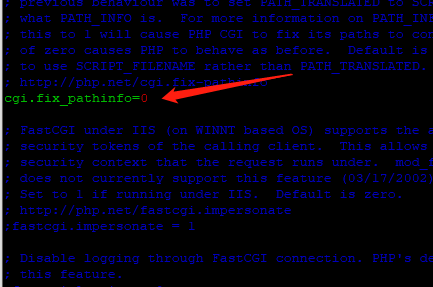 ; previous behaviour was to set PATH_TRANSLATED to SCR
; what PATH_INFO is.  For more information on PATH_INF
; this to 1 will cause PHP CGI to fix its paths to con
; of zero causes PHP to behave as before.  Default is
; to use SCRIPT_FILENAME rather than PATH_TRANSLATED.
; http://php.net/cgi.fix-pathinfo
cgi.fix_pathinfo=0
; FastCGI under IIS (on WINNT based OS) supports the a
; security tokens of the calling client.  This allows
; security context that the request runs under.  mod_f
; does not currently support this feature (03/17/2002)
; Set to 1 if running under IIS.  Default is zero.
; http://php.net/fastcgi.impersonate
;fastcgi.impersonate = 1
; Disable logging through FastCGI connection. PHP's de
; this feature.